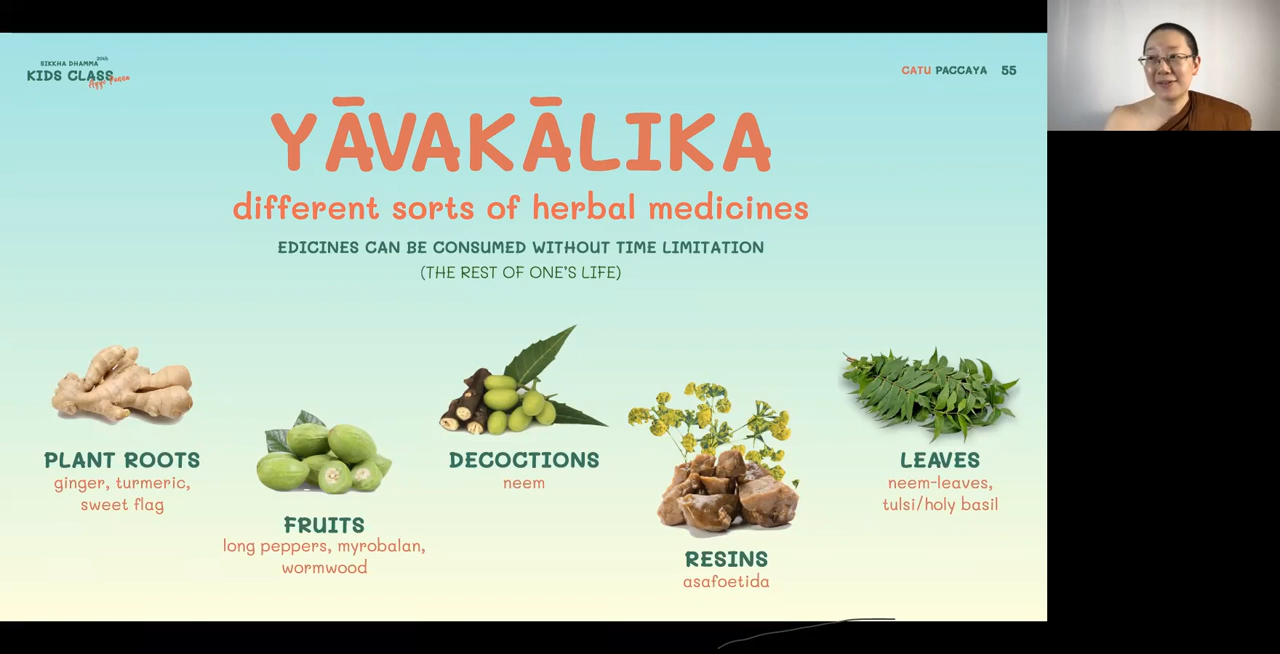 SIKKHA DHAMMA
KIDS CLASS
CATU PACCAYA 55
YĀVAKĀLIKA
different sorts of herbal medicines
EDICINES CAN BE CONSUMED WITHOUT TIME LIMITATION
(THE REST OF ONE'S LIFE)
PLANT ROOTS
ginger, turmeric,
sweet flag
FRUITS
long peppers, myrobalan,
wormwood
DECOCTIONS
neem
RESINS
asafoetida
LEAVES
neem-leaves,
tulsi/holy basil